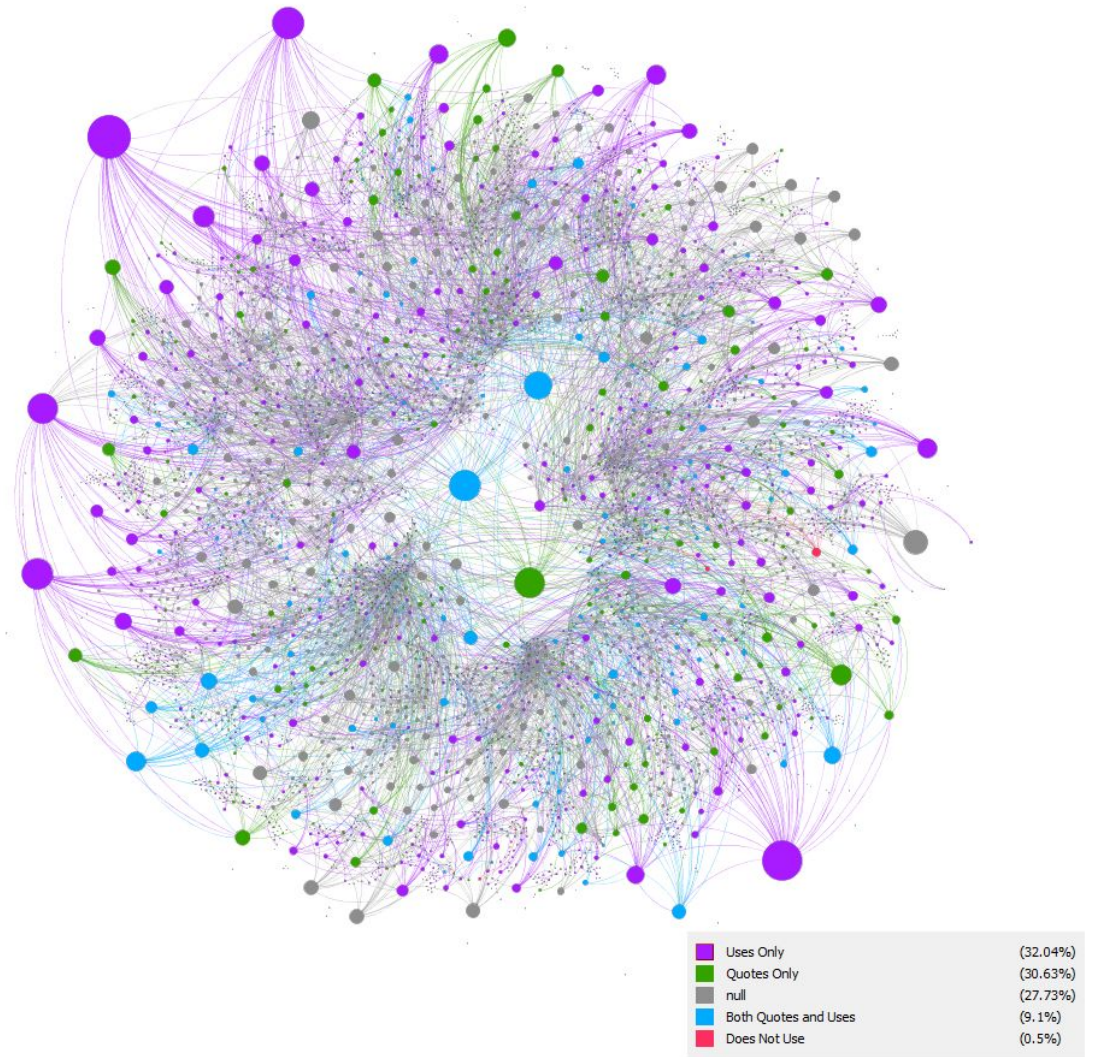 Uses Only (32.04%)
Quotes Only (30.63%)
null (27.73%)
Both Quotes and Uses (9.1%)
Does Not Use (0.5%)